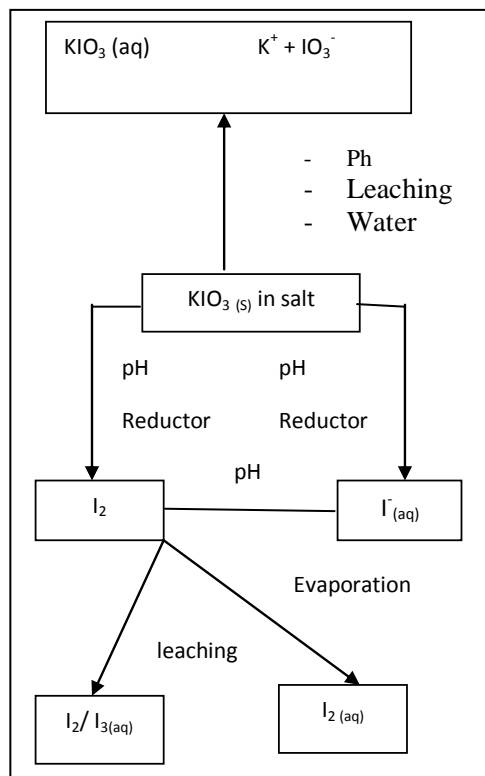 KIO₃ (aq) K⁺ + IO₃⁻
- Ph
- Leaching
- Water
KIO₃ (S) in salt
pH pH
Reductor Reductor
pH
I₂ I⁻(aq)
Evaporation
leaching
I₂/ I₃(aq) I₂ (aq)